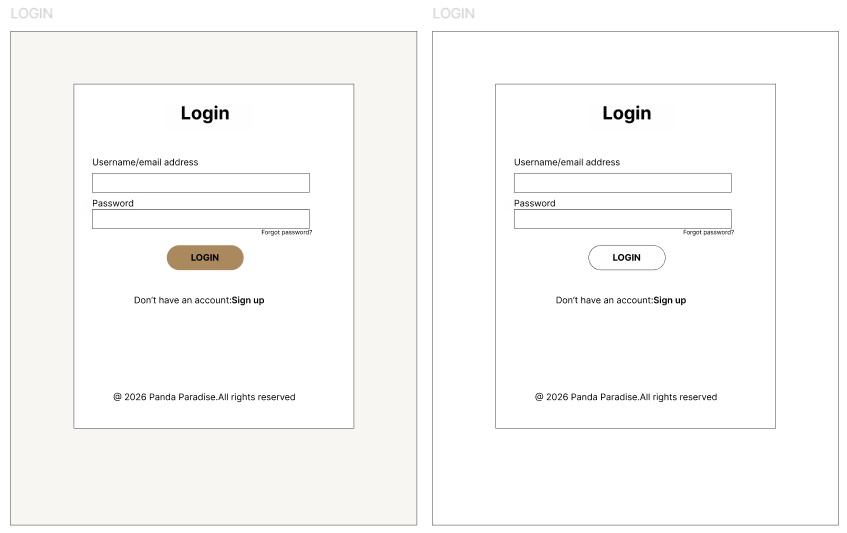 LOGIN
Login
Username/email address
Password
Forgot password?
LOGIN
Don't have an account:Sign up
@ 2026 Panda Paradise.All rights reserved
LOGIN
Login
Username/email address
Password
Forgot password?
LOGIN
Don't have an account:Sign up
@ 2026 Panda Paradise.All rights reserved